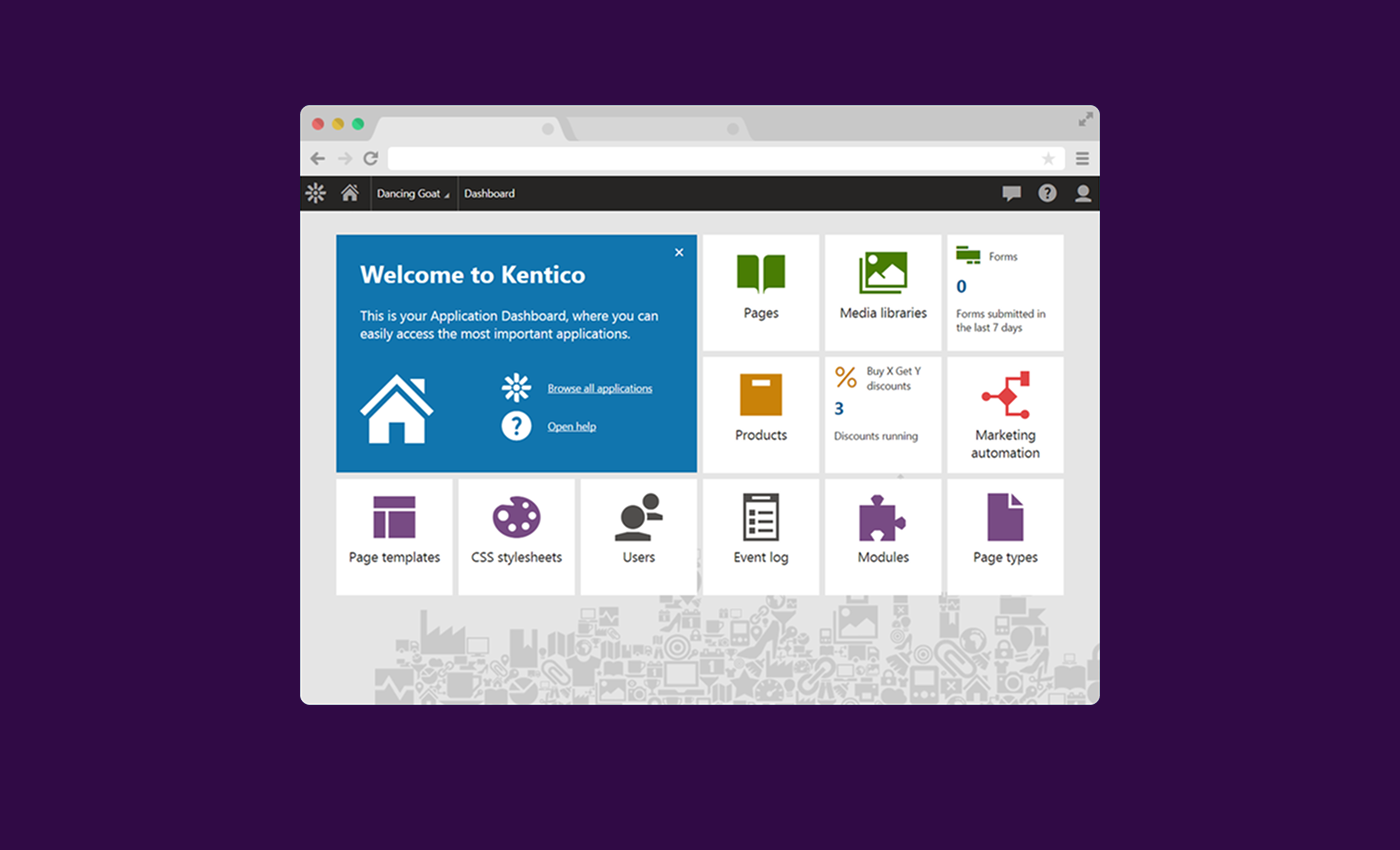 Dancing Goat
Dashboard
Welcome to Kentico
This is your Application Dashboard, where you can
easily access the most important applications.
Browse all applications
?
Open help
Pages
Media libraries
Forms
0
Forms submitted in
the last 7 days
Products
% Buy X Get Y
discounts
3
Discounts running
Marketing
automation
Page templates
CSS stylesheets
Users
Event log
Modules
Page types